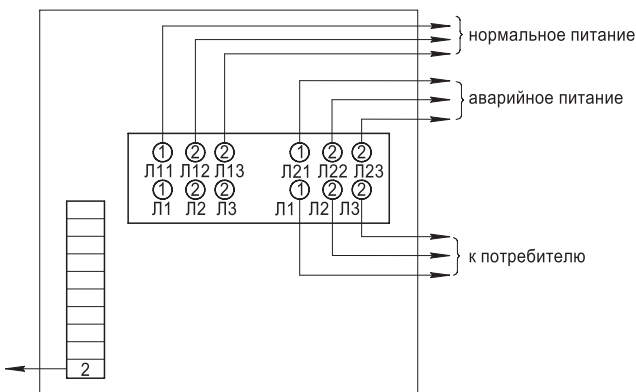 нормальное питание
аварийное питание
1 2 2 1 2 2
Л11 Л12 Л13 Л21 Л22 Л23
1 2 2 1 2 2
Л1 Л2 Л3 Л1 Л2 Л3
к потребителю
2